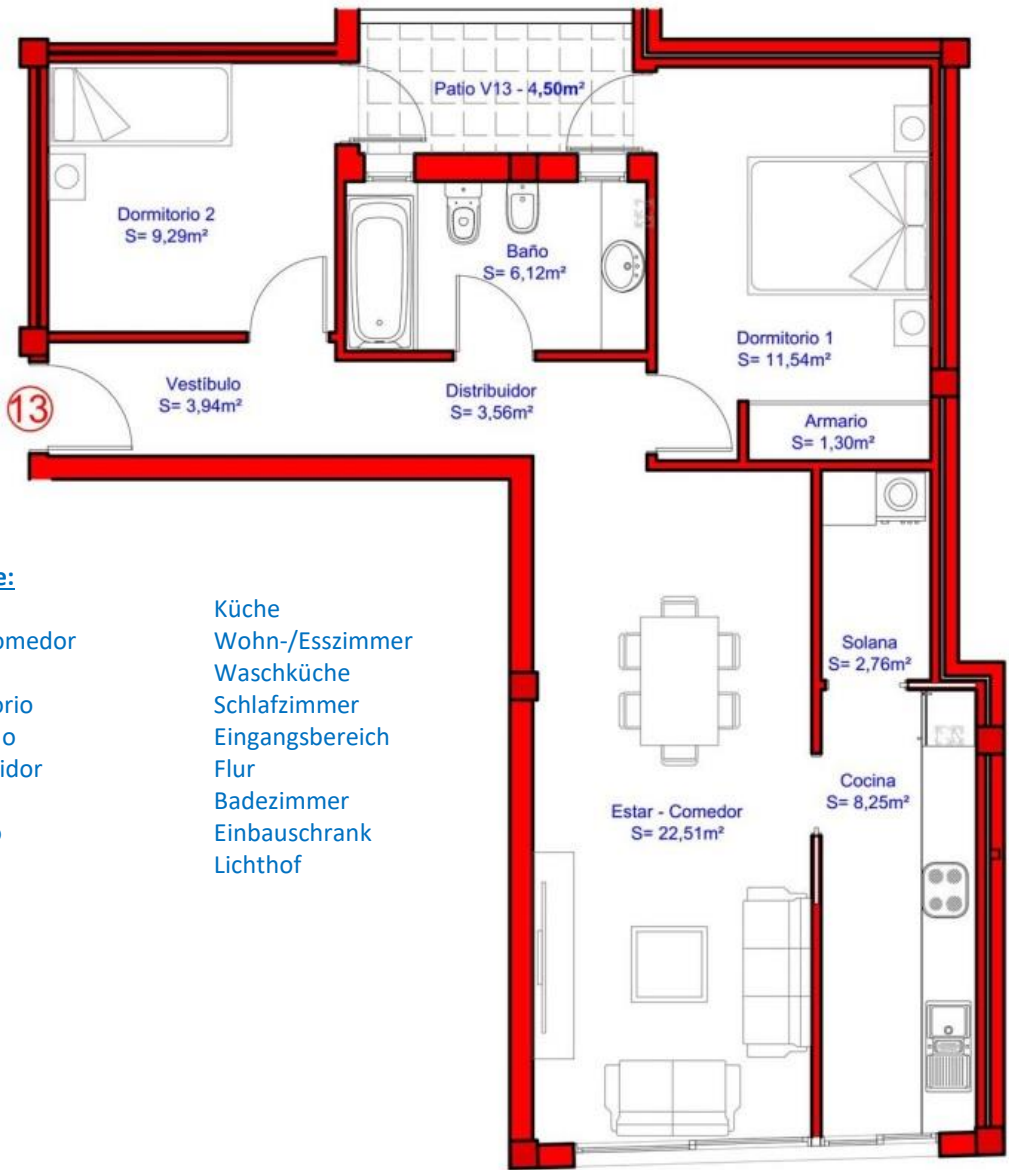 Patio V13 - 4,50m²
Dormitorio 2
S= 9,29m²
Baño
S= 6,12m²
Dormitorio 1
S= 11,54m²
Vestíbulo
S= 3,94m²
Distribuidor
S= 3,56m²
Armario
S= 1,30m²
13
e:
Küche
omedor Wohn-/Esszimmer
Waschküche
orio Schlafzimmer
o Eingangsbereich
idor Flur
Badezimmer
o Einbauschrank
Lichthof
Solana
S= 2,76m²
Cocina
S= 8,25m²
Estar - Comedor
S= 22,51m²